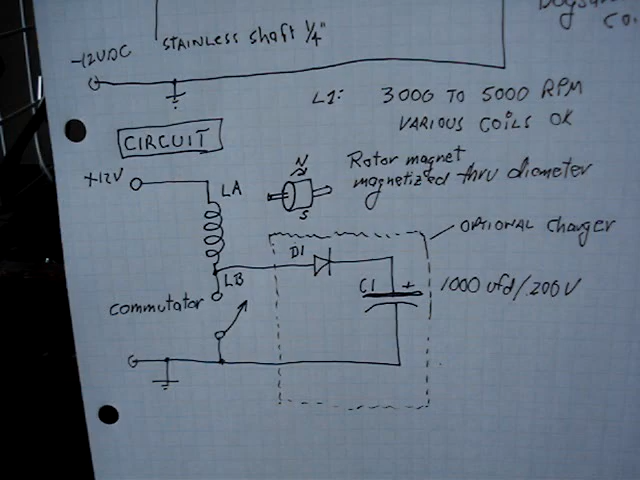 STAINLESS shaft 1/4"
-12VDC
L1: 3000 TO 5000 RPM
VARIOUS COILS OK
CIRCUIT
+12V
LA
N
S
Rotor magnet
magnetized thru diameter
OPTIONAL charger
D1
LB
C1
+
1000 ufd/200V
commutator